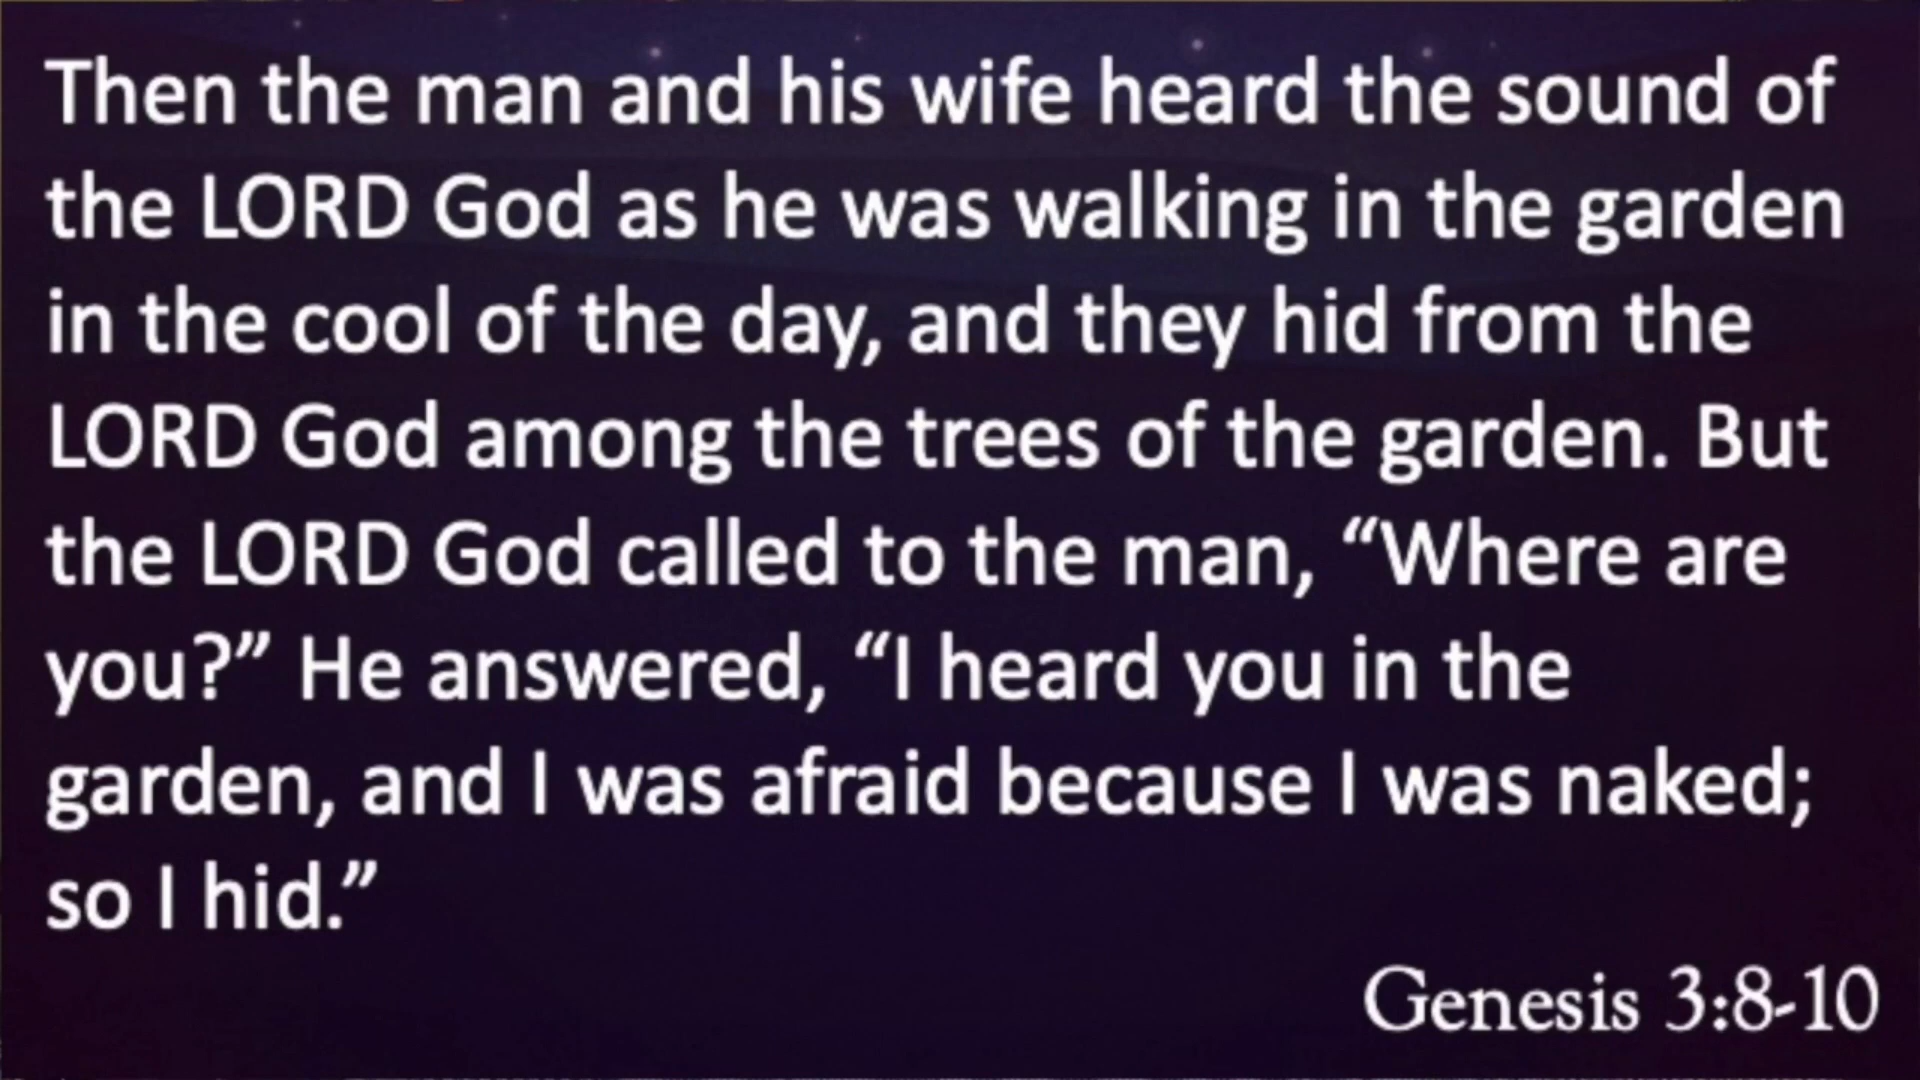 Then the man and his wife heard the sound of
the LORD God as he was walking in the garden
in the cool of the day, and they hid from the
LORD God among the trees of the garden. But
the LORD God called to the man, “Where are
you?” He answered, “I heard you in the
garden, and I was afraid because I was naked;
so I hid.”
Genesis 3:8-10